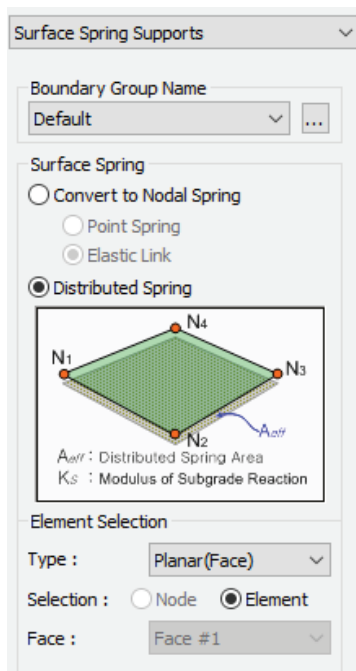 Surface Spring Supports
Boundary Group Name
Default
...
Surface Spring
Convert to Nodal Spring
Point Spring
Elastic Link
Distributed Spring
N4
N1
N3
N2
Aeff
Aeff : Distributed Spring Area
KS : Modulus of Subgrade Reaction
Element Selection
Type : Planar(Face)
Selection : Node Element
Face : Face #1